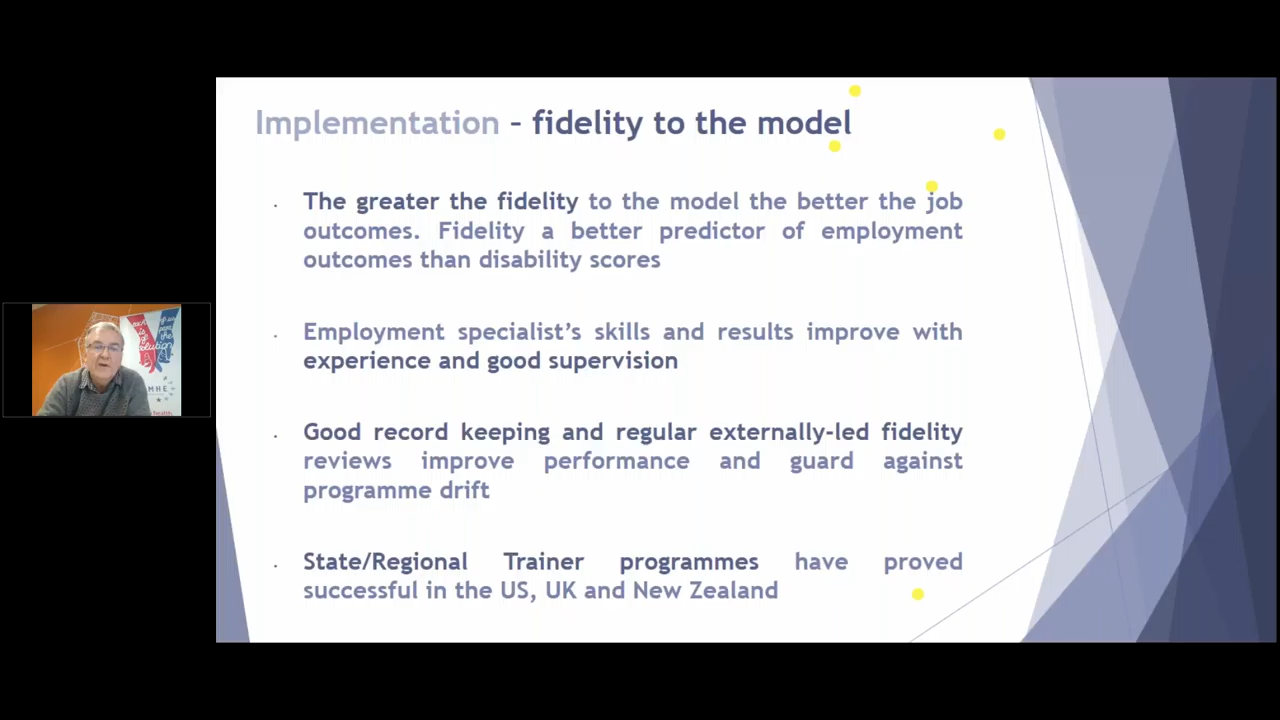 Implementation – fidelity to the model
The greater the fidelity to the model the better the job
outcomes. Fidelity a better predictor of employment
outcomes than disability scores
Employment specialist's skills and results improve with
experience and good supervision
Good record keeping and regular externally-led fidelity
reviews improve performance and guard against
programme drift
State/Regional Trainer programmes have proved
successful in the US, UK and New Zealand